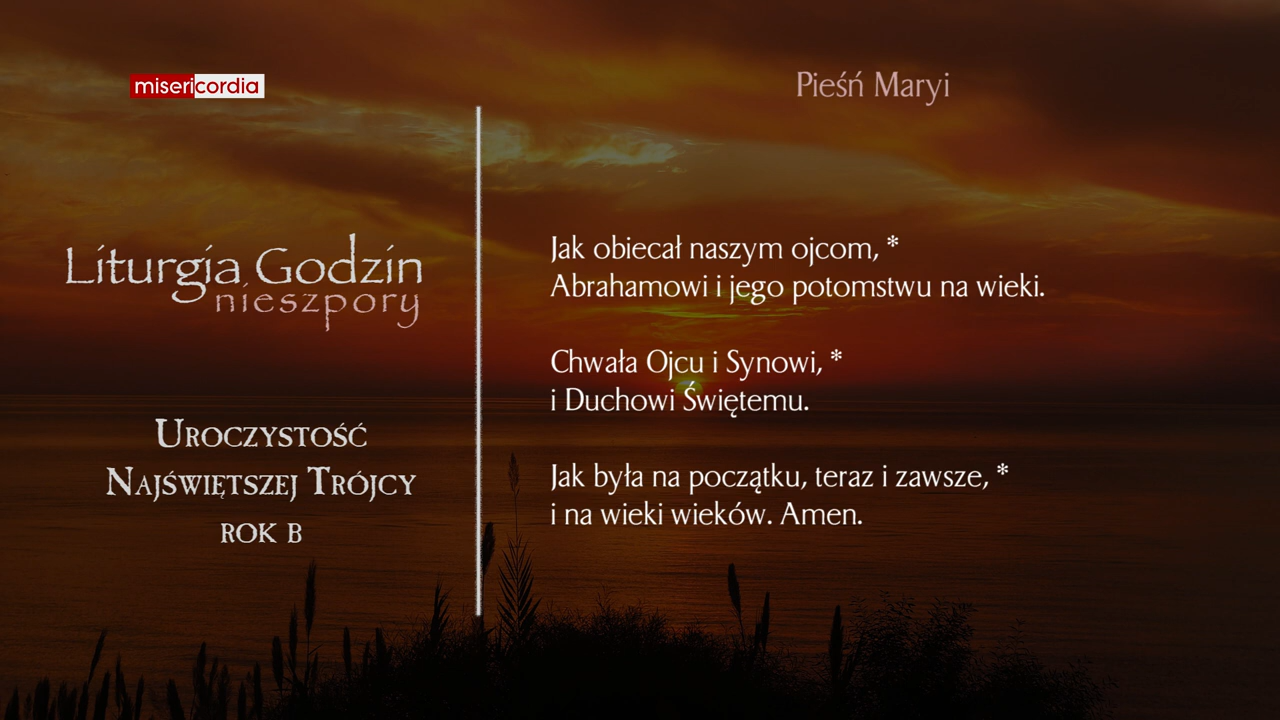 misericordia
Pieśń Maryi
Liturgia Godzin
nieszpory
Uroczystość
Najświętszej Trójcy
rok B
Jak obiecał naszym ojcom, *
Abrahamowi i jego potomstwu na wieki.
Chwała Ojcu i Synowi, *
i Duchowi Świętemu.
Jak była na początku, teraz i zawsze, *
i na wieki wieków. Amen.